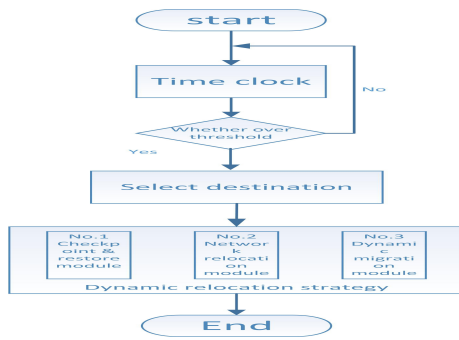 start
Time clock
No
Whether over
threshold
Yes
Select destination
No.1
Checkp
oint &
restore
module
No.2
Networ
k
relocati
on
module
No.3
Dynami
c
migrati
on
module
Dynamic relocation strategy
End